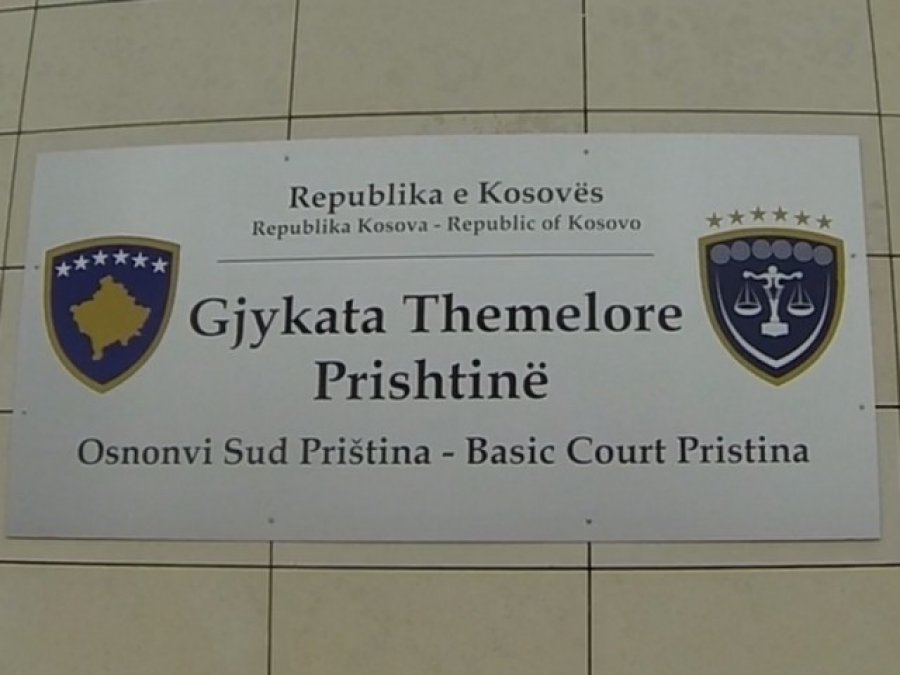 Republika e Kosovës
Republika Kosova - Republic of Kosovo
Gjykata Themelore
Prishtinë
Osnonvi Sud Priština - Basic Court Pristina